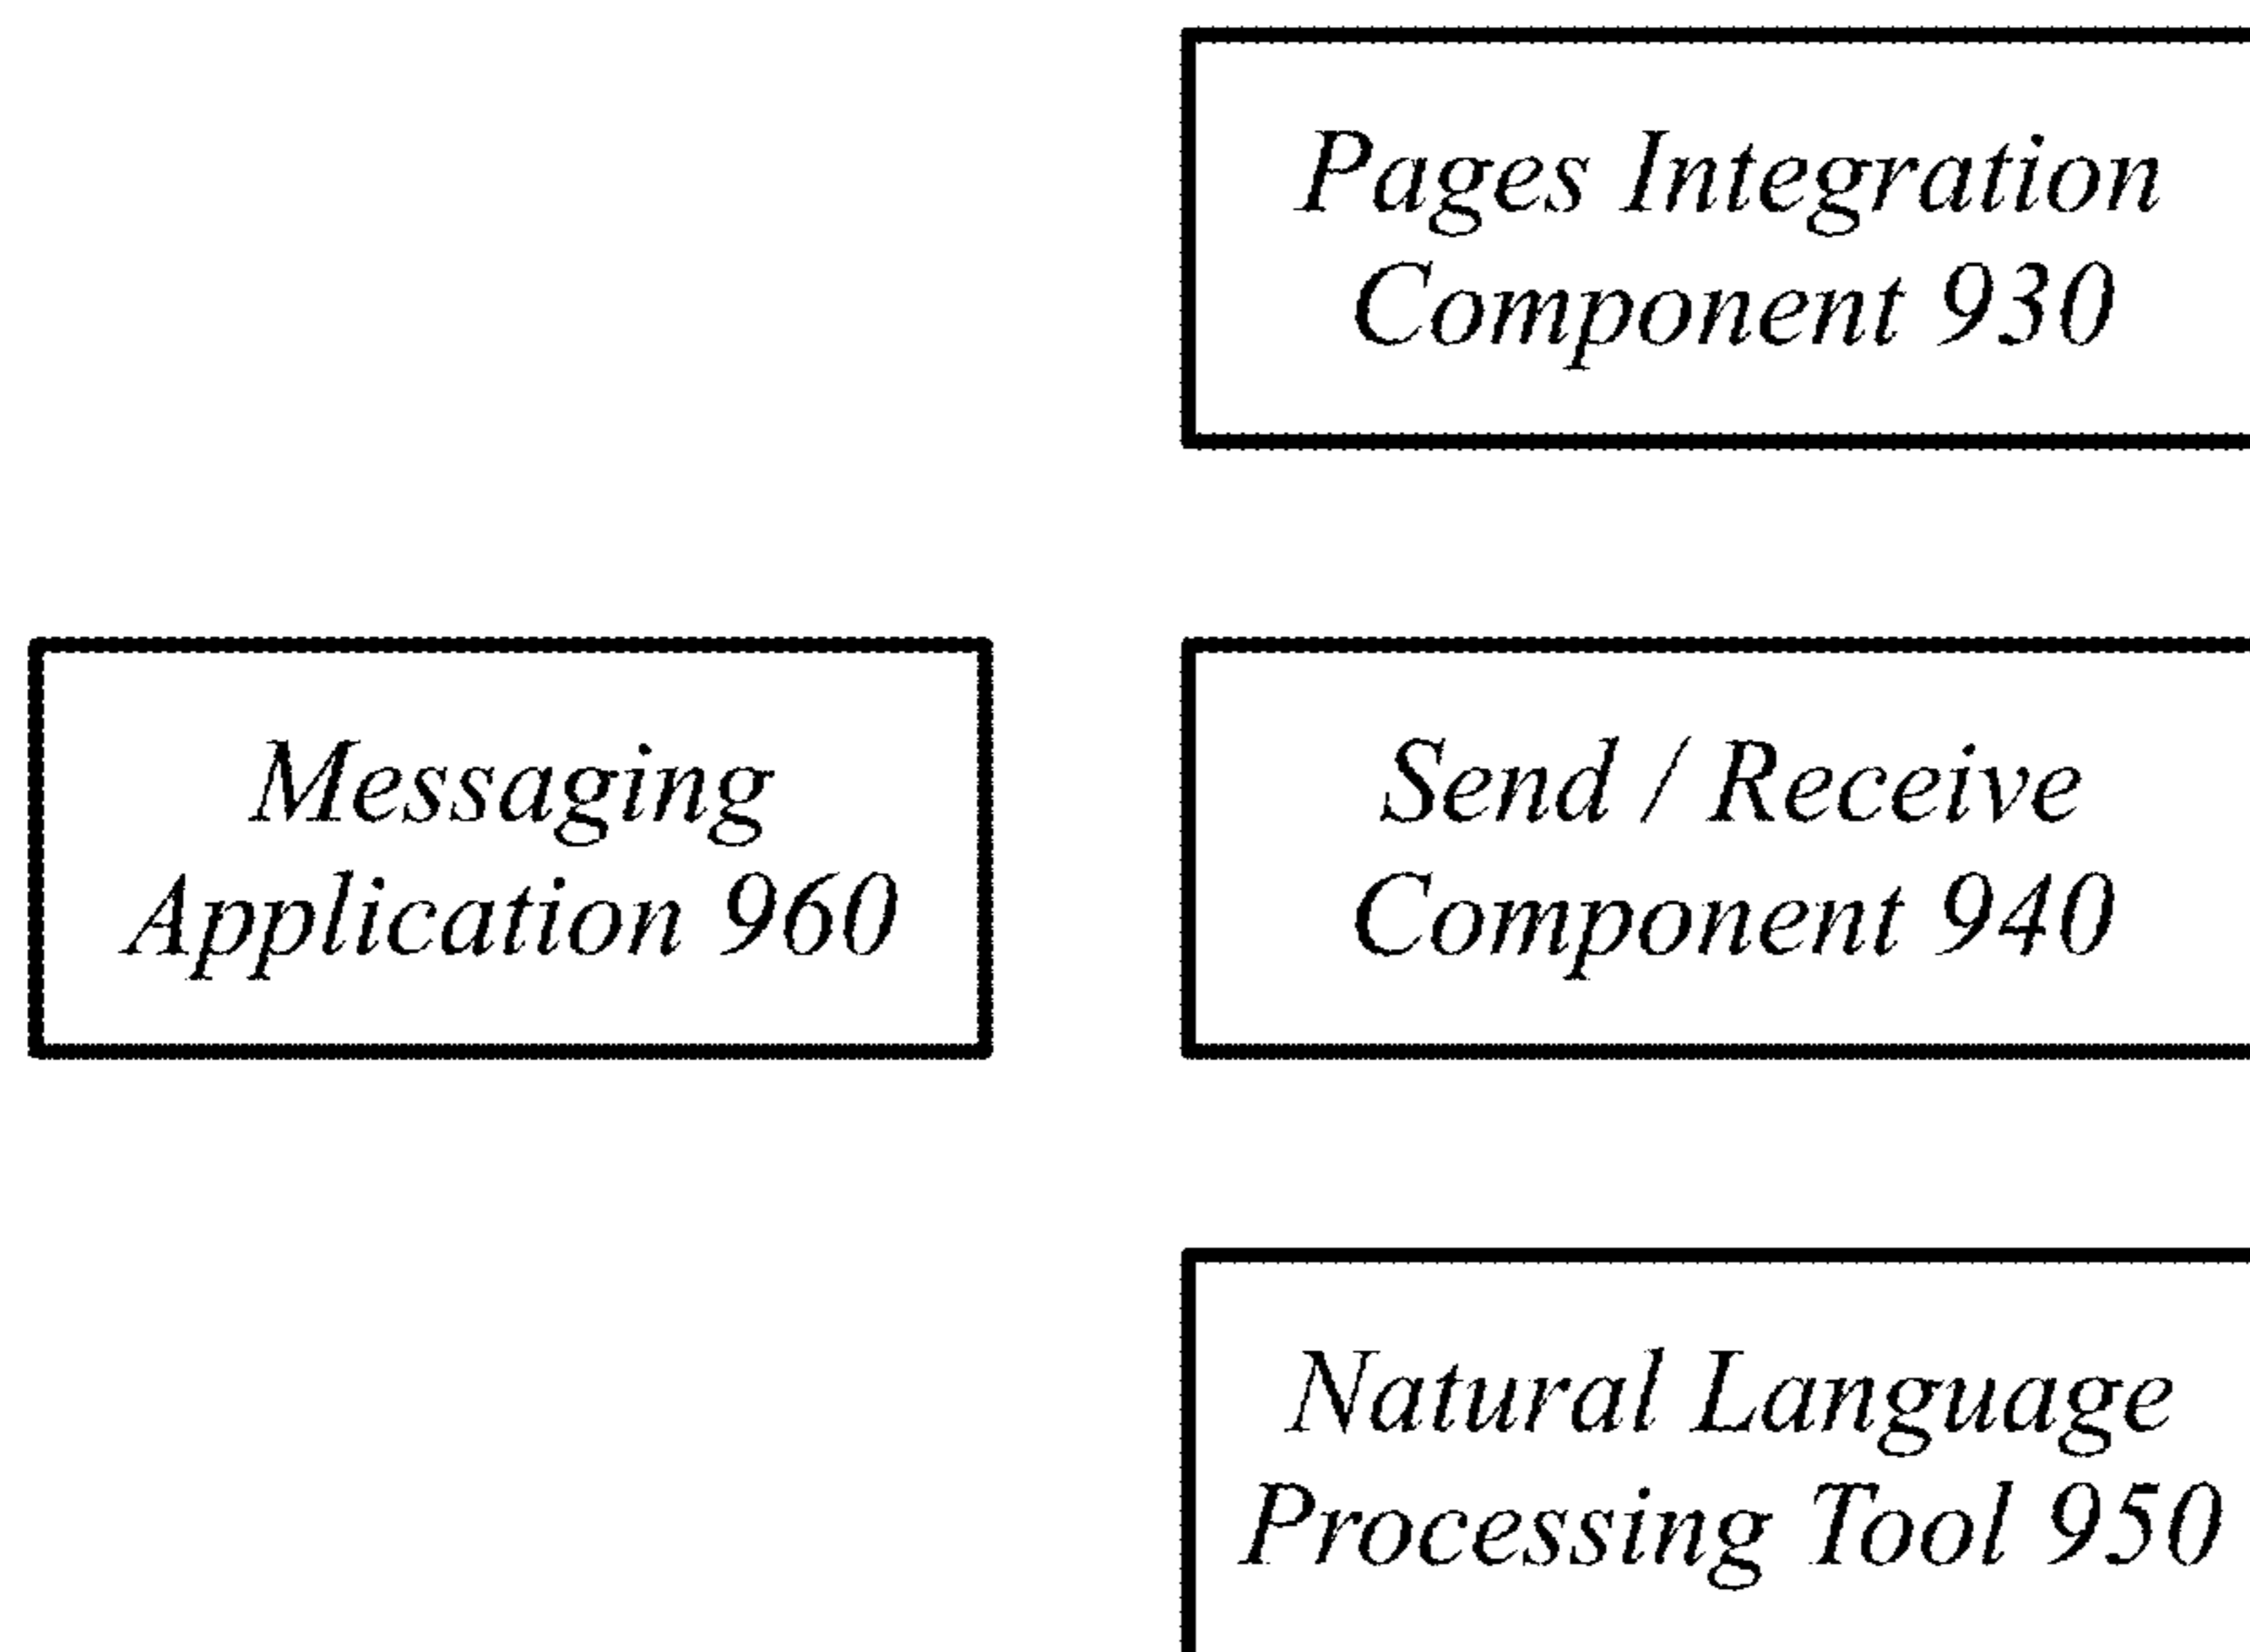 Pages Integration
Component 930
Messaging
Application 960
Send / Receive
Component 940
Natural Language
Processing Tool 950